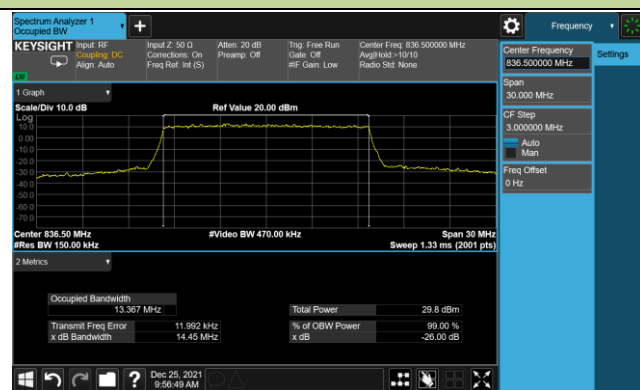 Spectrum Analyzer 1
Occupied BW
Frequency
KEYSIGHT
Input: RF
Coupling: DC
Align: Auto
Input Z: 50 Ω
Corrections: On
Freq Ref: Int (S)
Atten: 20 dB
Preamp: Off
Trig: Free Run
Gate: Off
#IF Gain: Low
Center Freq: 836.500000 MHz
Avg|Hold:>10/10
Radio Std: None
Center Frequency
836.500000 MHz
Settings
Span
30.000 MHz
CF Step
3.000000 MHz
Auto
Man
Freq Offset
0 Hz
1 Graph
Scale/Div 10.0 dB
Ref Value 20.00 dBm
Log
10.0
0.00
-10.0
-20.0
-30.0
-40.0
-50.0
-60.0
-70.0
Center 836.50 MHz
#Video BW 470.00 kHz
Span 30 MHz
#Res BW 150.00 kHz
Sweep 1.33 ms (2001 pts)
2 Metrics
Occupied Bandwidth
13.367 MHz
Total Power
29.8 dBm
Transmit Freq Error
11.992 kHz
% of OBW Power
99.00 %
x dB Bandwidth
14.45 MHz
x dB
-26.00 dB
Dec 25, 2021
9:56:49 AM